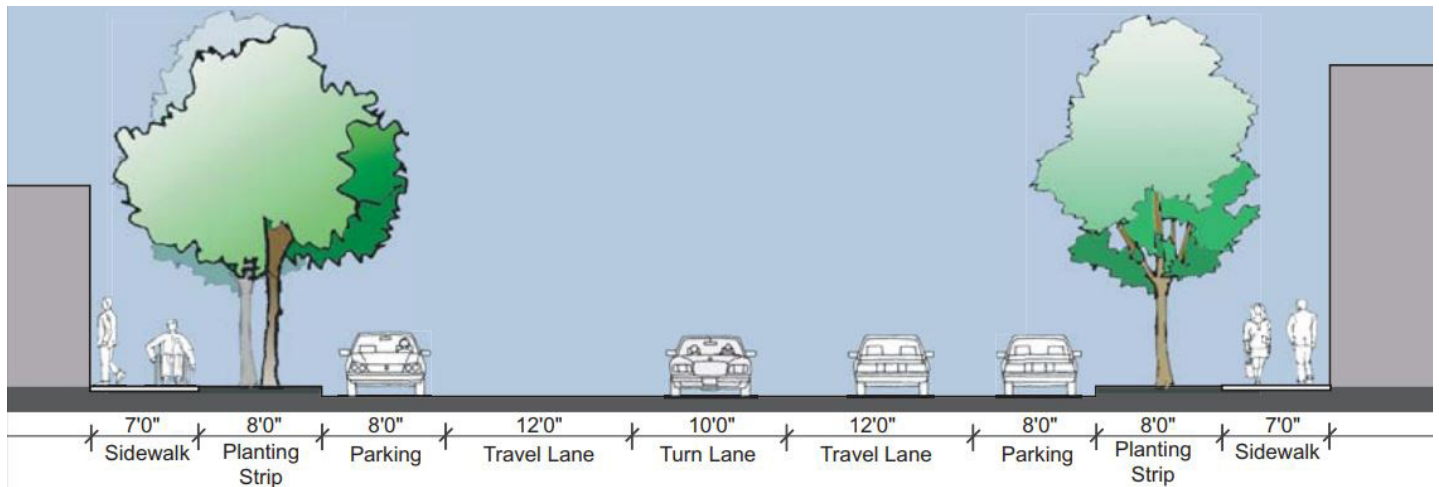 7'0" 8'0" 8'0" 12'0" 10'0" 12'0" 8'0" 8'0" 7'0"
Sidewalk Planting Parking Travel Lane Turn Lane Travel Lane Parking Planting Sidewalk
Strip Strip